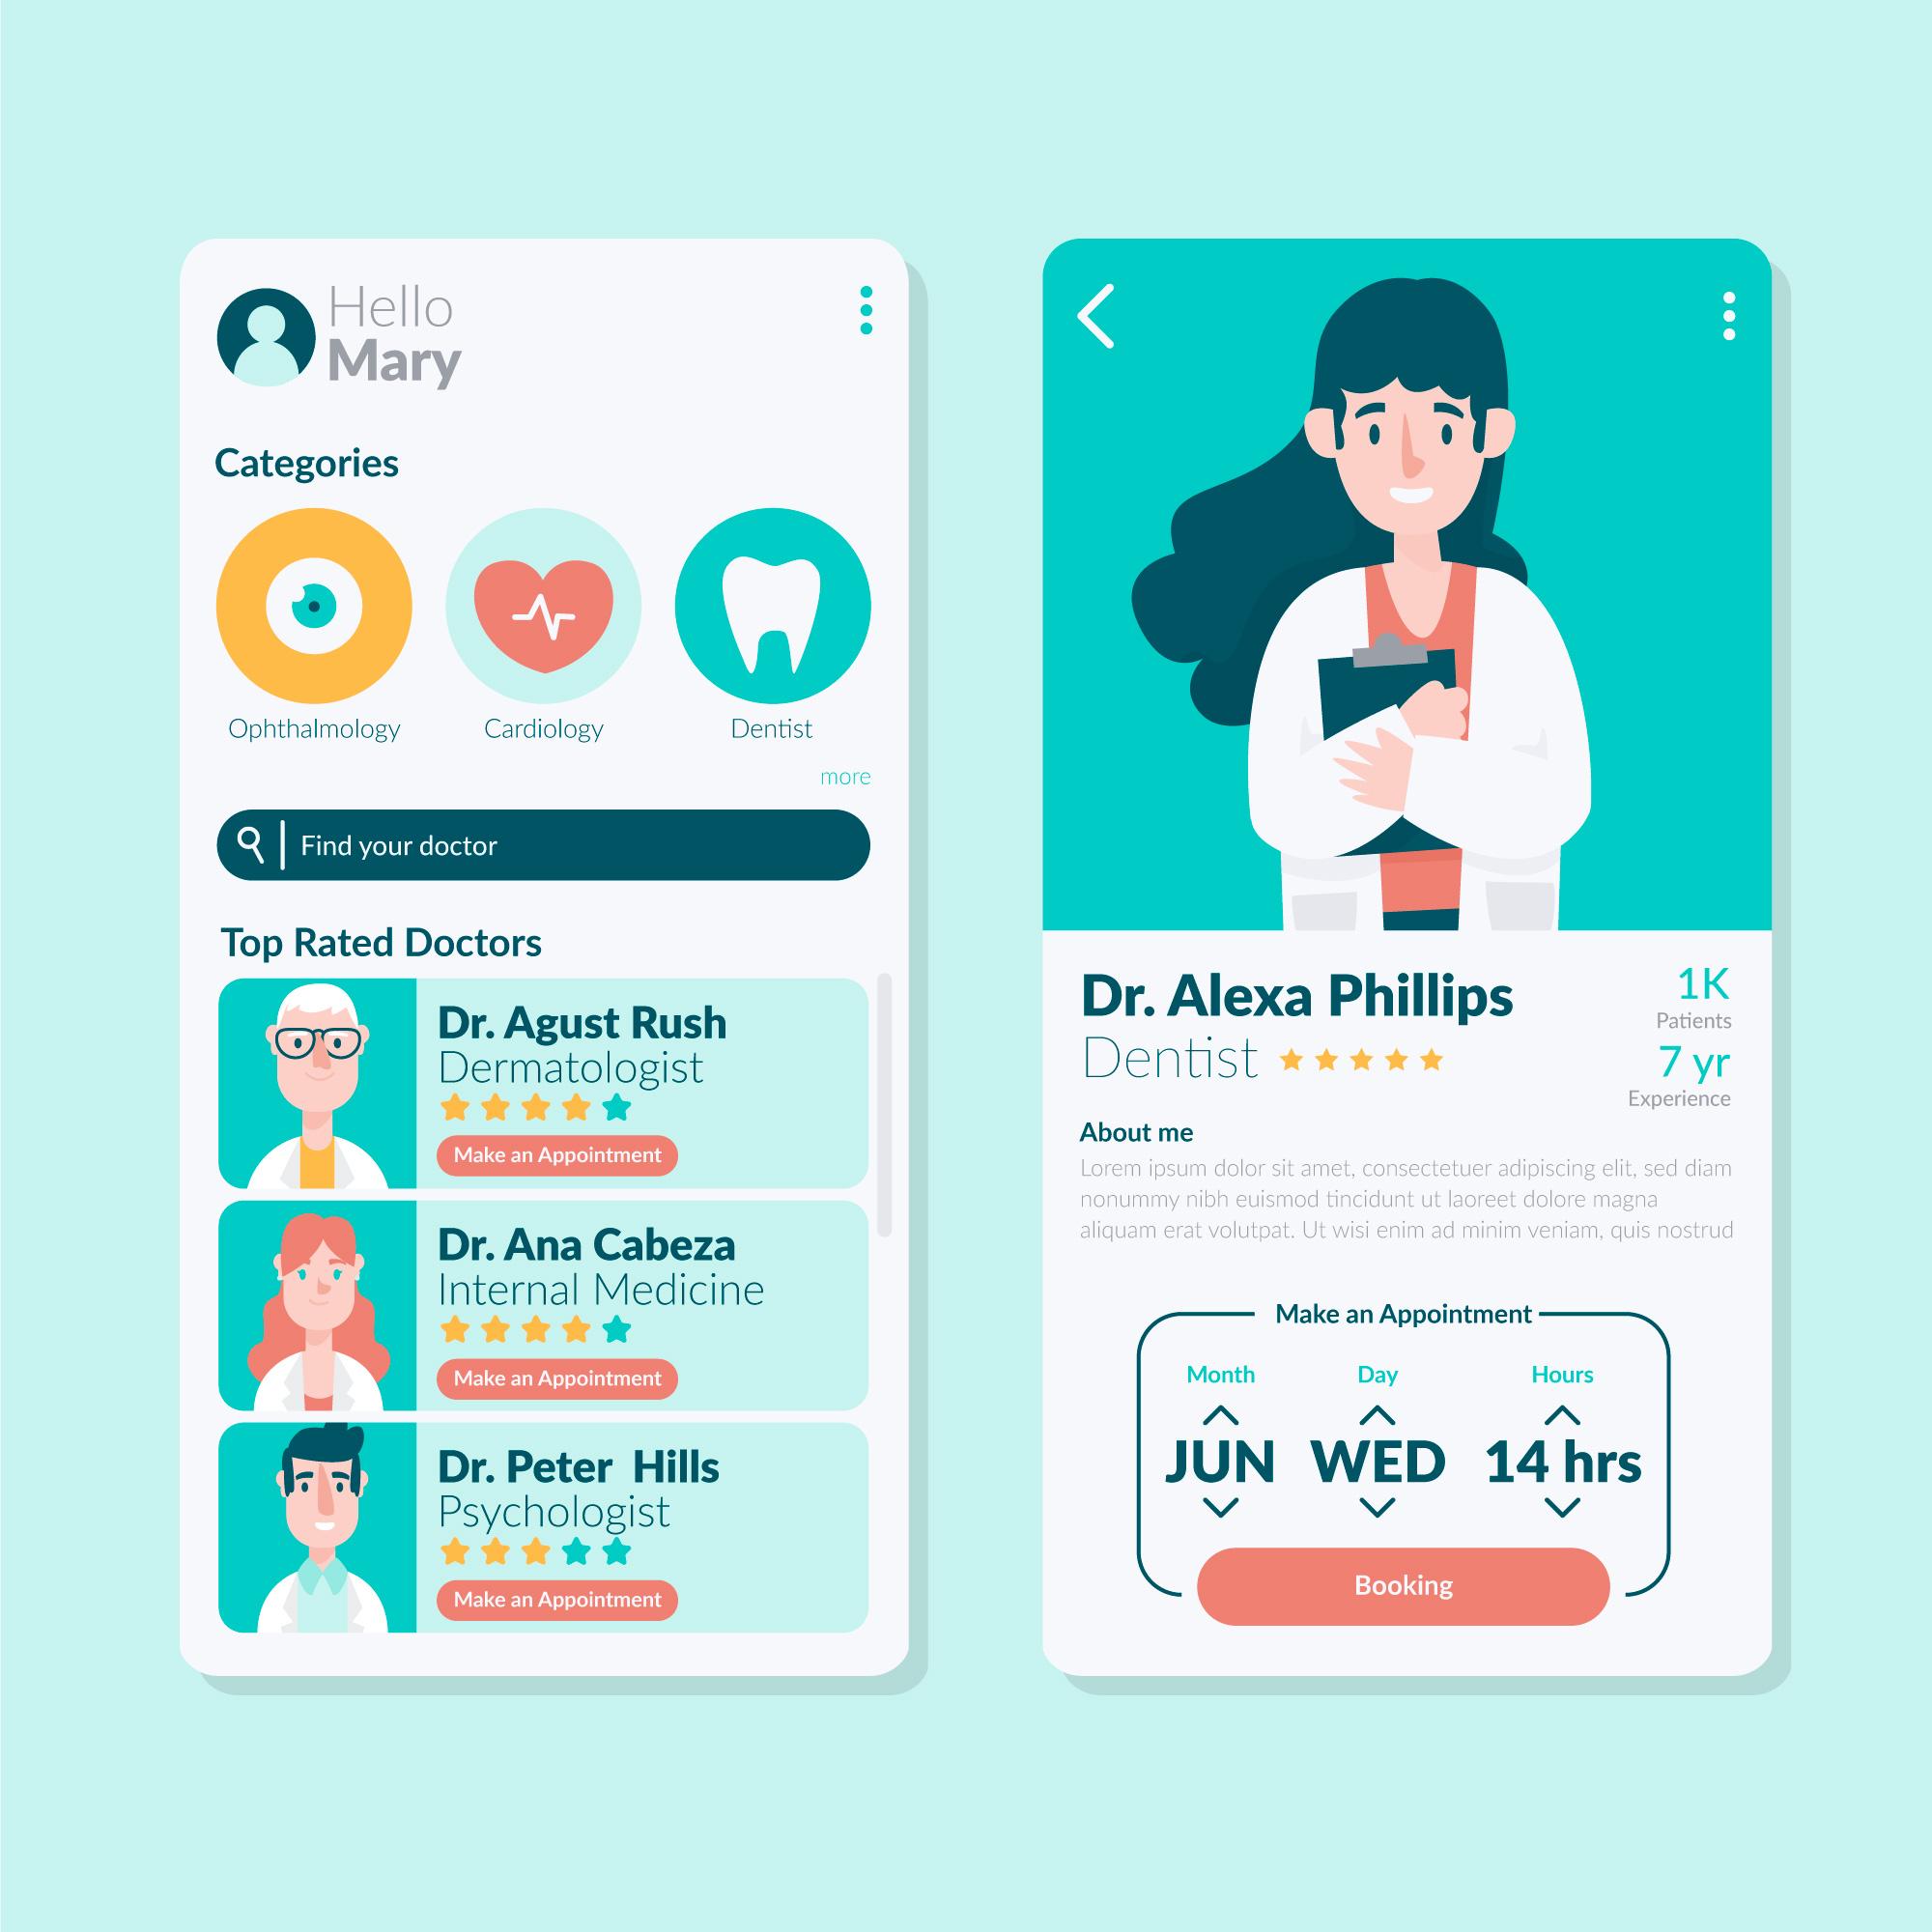 Hello
Mary
Categories
Ophthalmology
Cardiology
Dentist
more
Find your doctor
Top Rated Doctors
Dr. Agust Rush
Dermatologist
Make an Appointment
Dr. Ana Cabeza
Internal Medicine
Make an Appointment
Dr. Peter Hills
Psychologist
Make an Appointment
Dr. Alexa Phillips
Dentist
1K
Patients
7 yr
Experience
About me
Lorem ipsum dolor sit amet, consectetuer adipiscing elit, sed diam
nonummy nibh euismod tincidunt ut laoreet dolore magna
aliquam erat volutpat. Ut wisi enim ad minim veniam, quis nostrud
Make an Appointment
Month
Day
Hours
JUN
WED
14 hrs
Booking